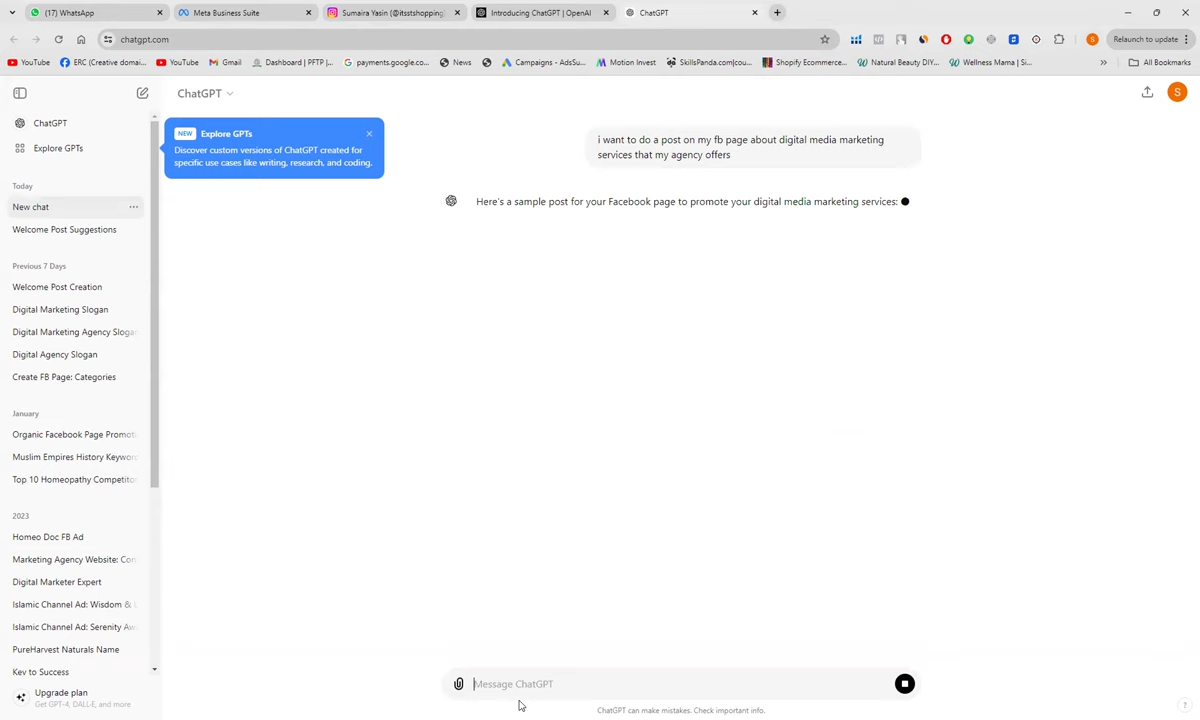 (17) WhatsApp
Meta Business Suite
Sumaira Yasin (@itsstshopping
Introducing ChatGPT | OpenAI
ChatGPT
chatgpt.com
Relaunch to update
YouTube
ERC (Creative domai...
YouTube
Gmail
Dashboard | PFTP |...
payments.google.co...
News
Campaigns - AdsSu...
Motion Invest
SkillsPanda.com|cou...
Shopify Ecommerce...
Natural Beauty DIY...
Wellness Mama | Si...
All Bookmarks
ChatGPT
S
ChatGPT
Explore GPTs
NEW Explore GPTs
Discover custom versions of ChatGPT created for
specific use cases like writing, research, and coding.
i want to do a post on my fb page about digital media marketing
services that my agency offers
Here's a sample post for your Facebook page to promote your digital media marketing services:
Today
New chat
Welcome Post Suggestions
Previous 7 Days
Welcome Post Creation
Digital Marketing Slogan
Digital Marketing Agency Slogan
Digital Agency Slogan
Create FB Page: Categories
January
Organic Facebook Page Promot
Muslim Empires History Keywor
Top 10 Homeopathy Competitor
2023
Homeo Doc FB Ad
Marketing Agency Website: Con
Digital Marketer Expert
Islamic Channel Ad: Wisdom &
Islamic Channel Ad: Serenity Aw
PureHarvest Naturals Name
Key to Success
Upgrade plan
Get GPT-4, DALL·E, and more
Message ChatGPT
ChatGPT can make mistakes. Check important info.
?